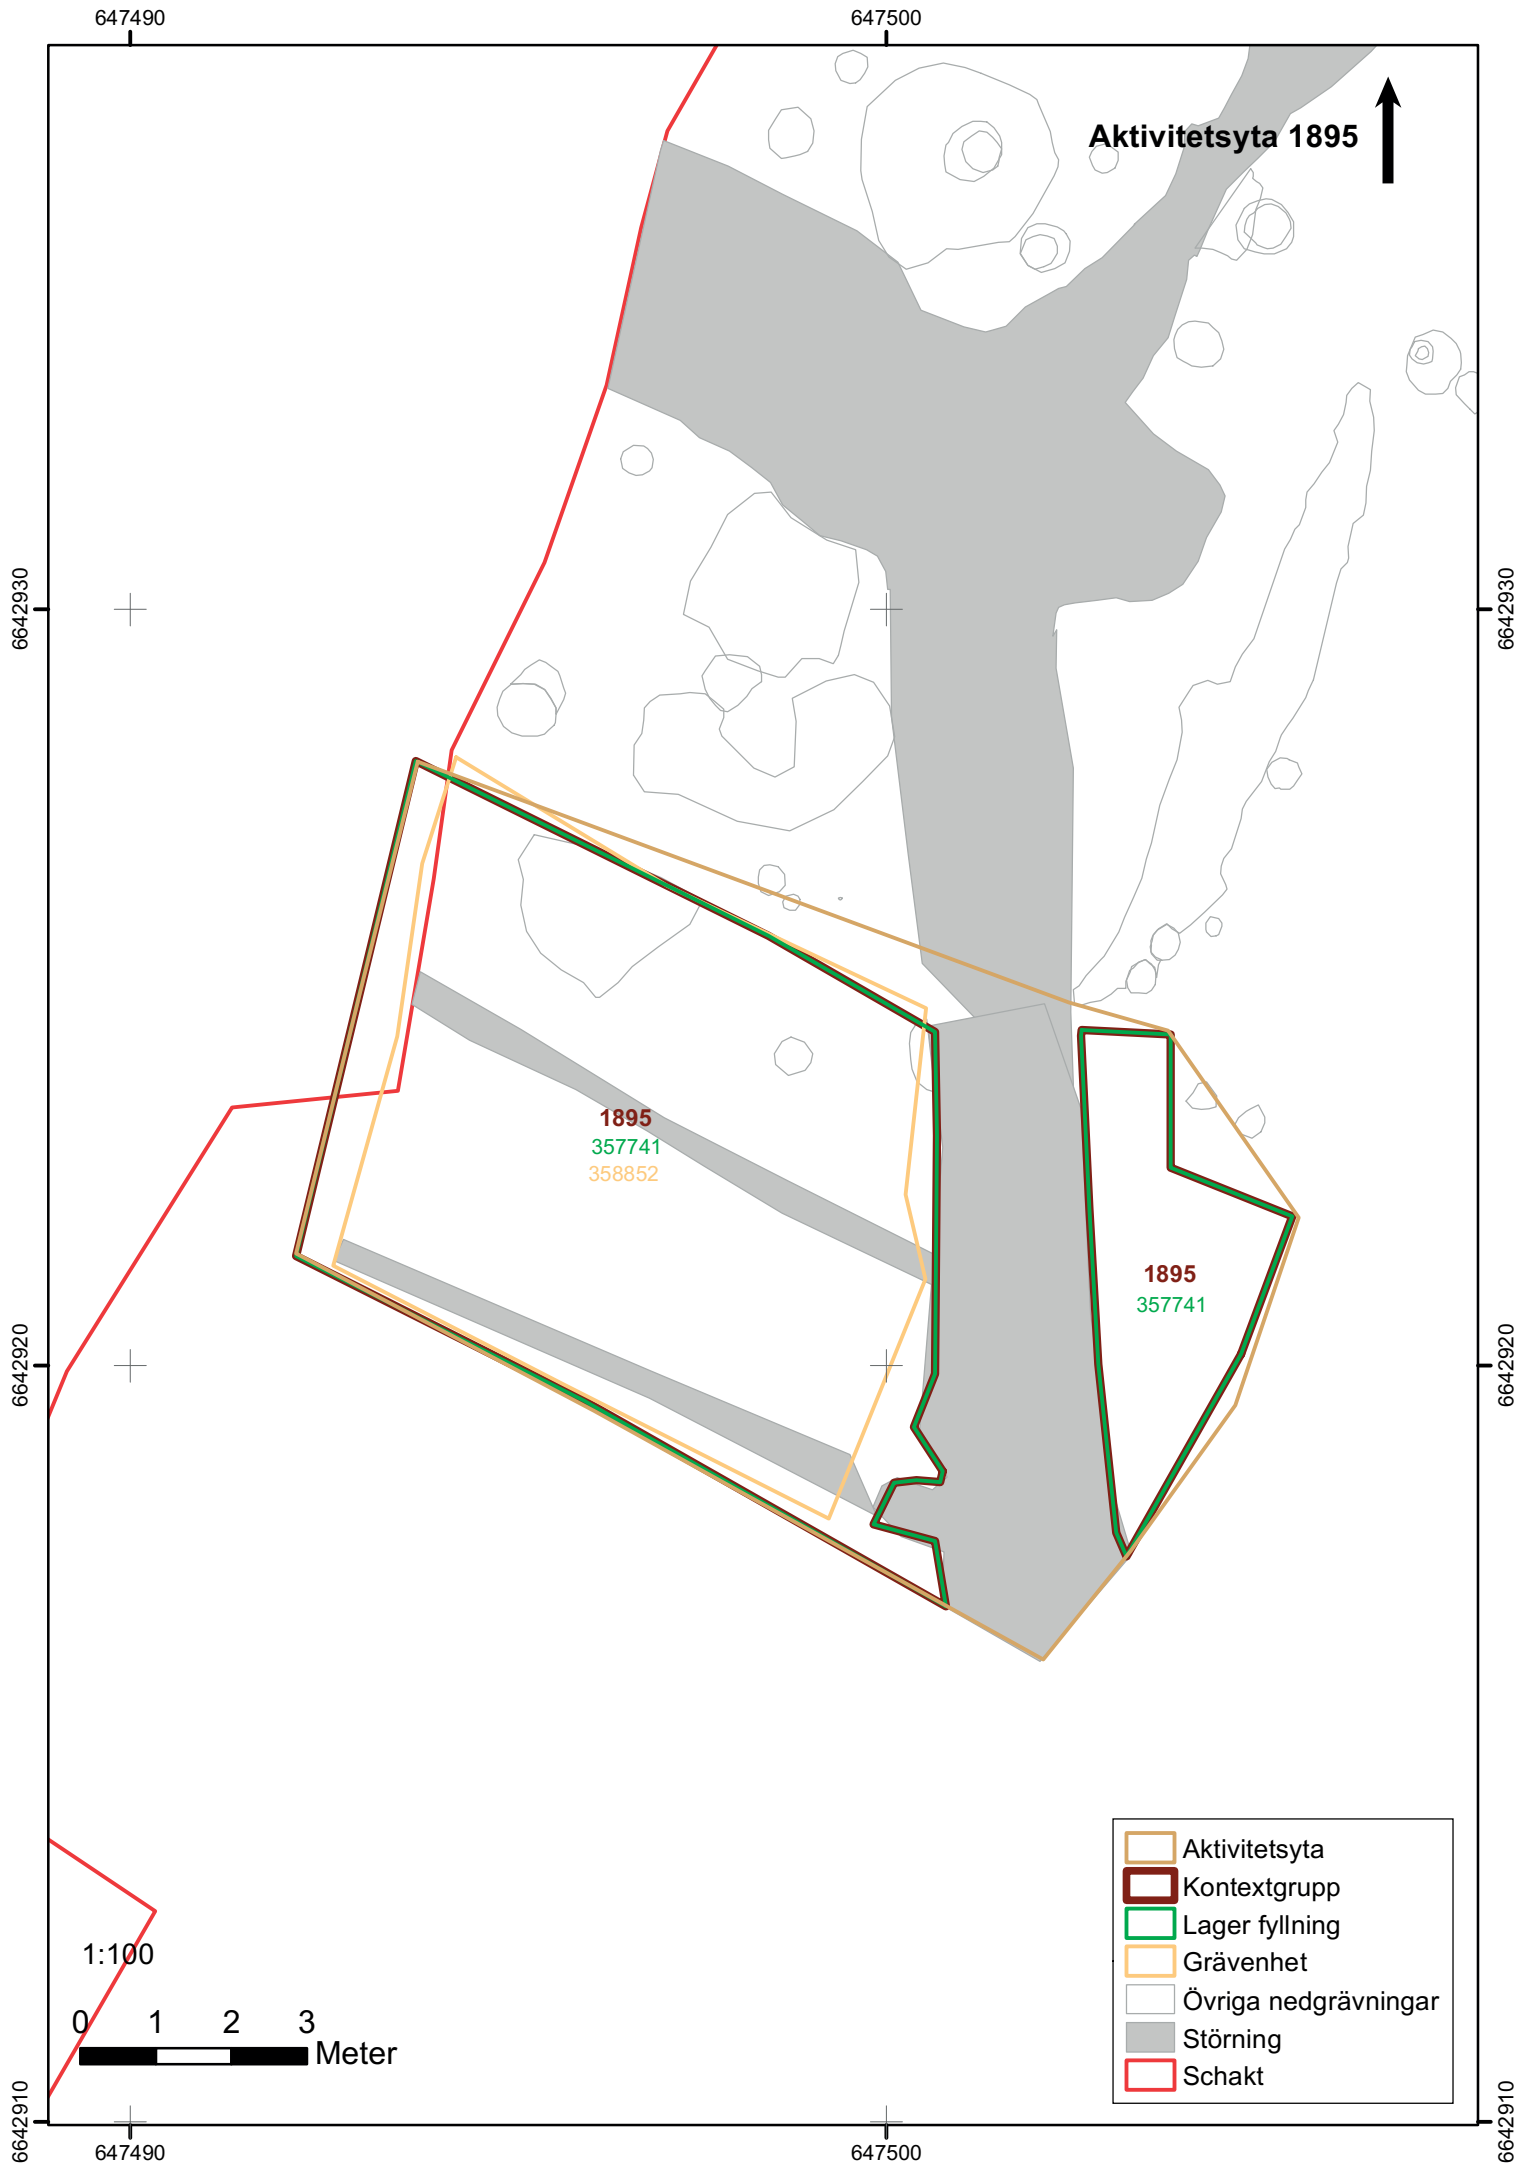 647490
647500
Aktivitetsyta 1895
6642930
6642930
1895
357741
358852
1895
357741
6642920
6642920
Aktivitetsyta
Kontextgrupp
Lager fyllning
Grävenhet
Övriga nedgrävningar
Störning
Schakt
1:100
0 1 2 3
Meter
6642910
6642910
647490
647500